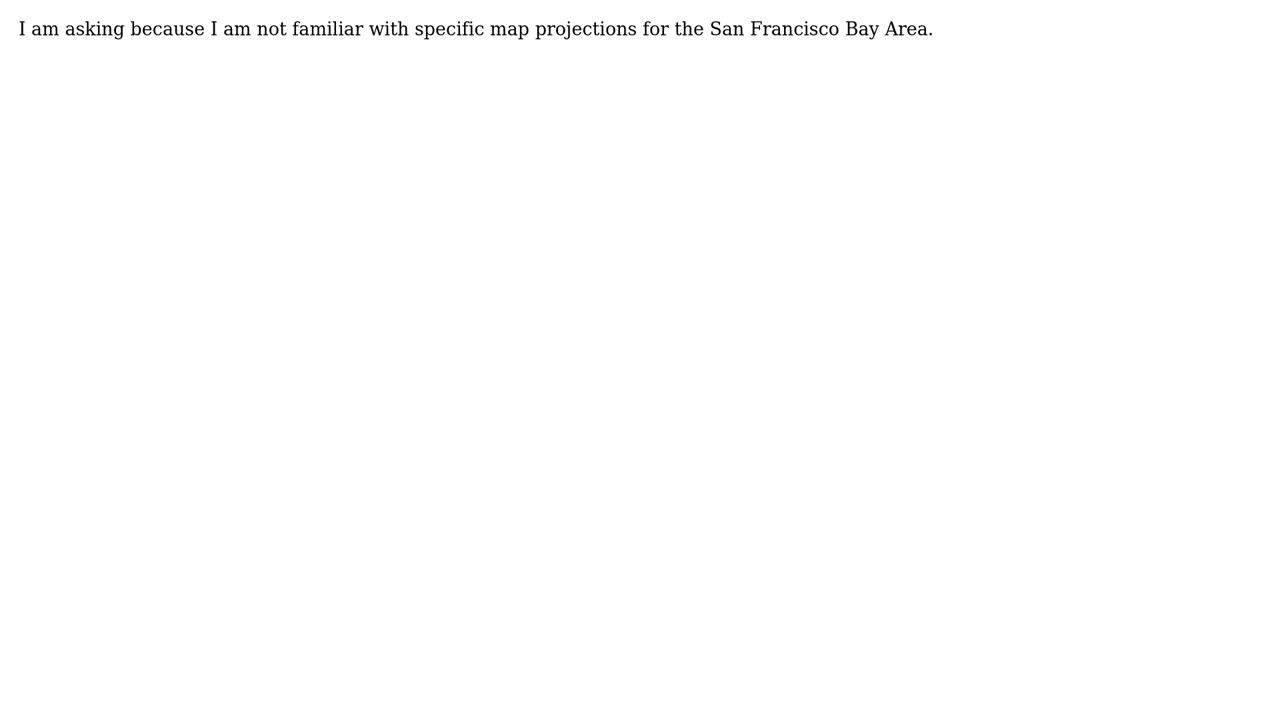 I am asking because I am not familiar with specific map projections for the San Francisco Bay Area.